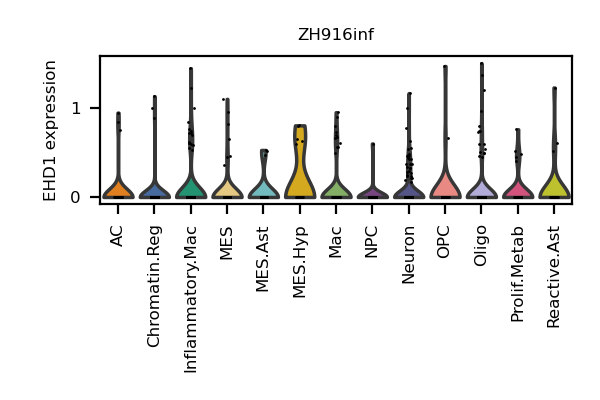 ZH916inf
EHD1 expression
1
0
AC
Chromatin.Reg
Inflammatory.Mac
MES
MES.Ast
MES.Hyp
Mac
NPC
Neuron
OPC
Oligo
Prolif.Metab
Reactive.Ast